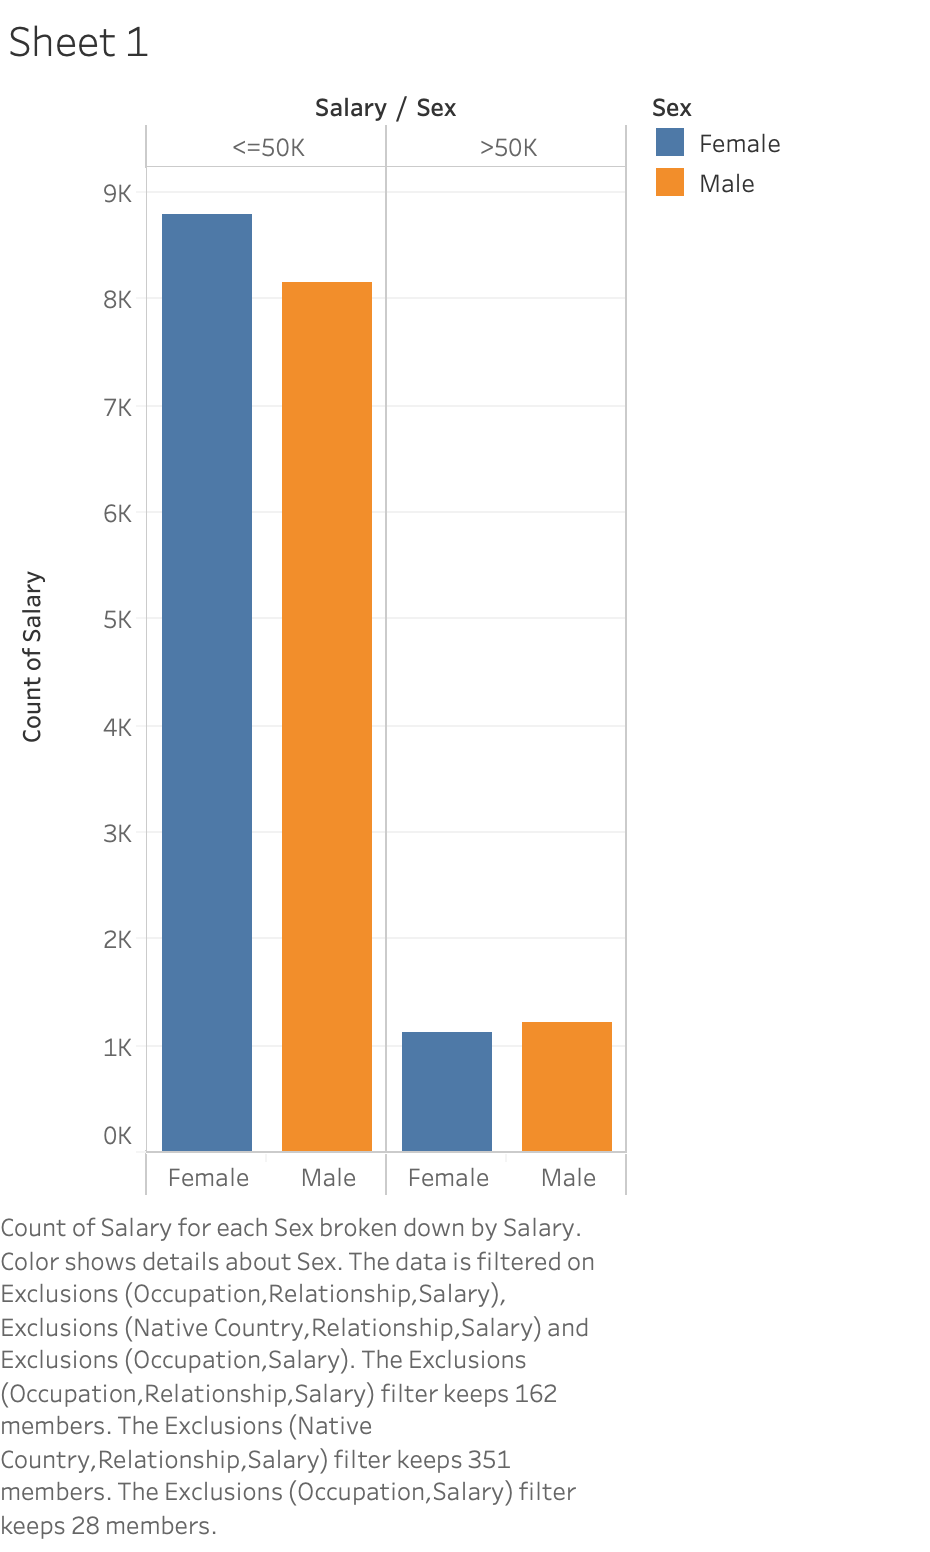 Sheet 1
Salary / Sex
Sex
<=50K
>50K
Female
Male
9K
8K
7K
6K
5K
4K
3K
2K
1K
0K
Count of Salary
Female
Male
Female
Male
Count of Salary for each Sex broken down by Salary.
Color shows details about Sex. The data is filtered on
Exclusions (Occupation,Relationship,Salary),
Exclusions (Native Country,Relationship,Salary) and
Exclusions (Occupation,Salary). The Exclusions
(Occupation,Relationship,Salary) filter keeps 162
members. The Exclusions (Native
Country,Relationship,Salary) filter keeps 351
members. The Exclusions (Occupation,Salary) filter
keeps 28 members.